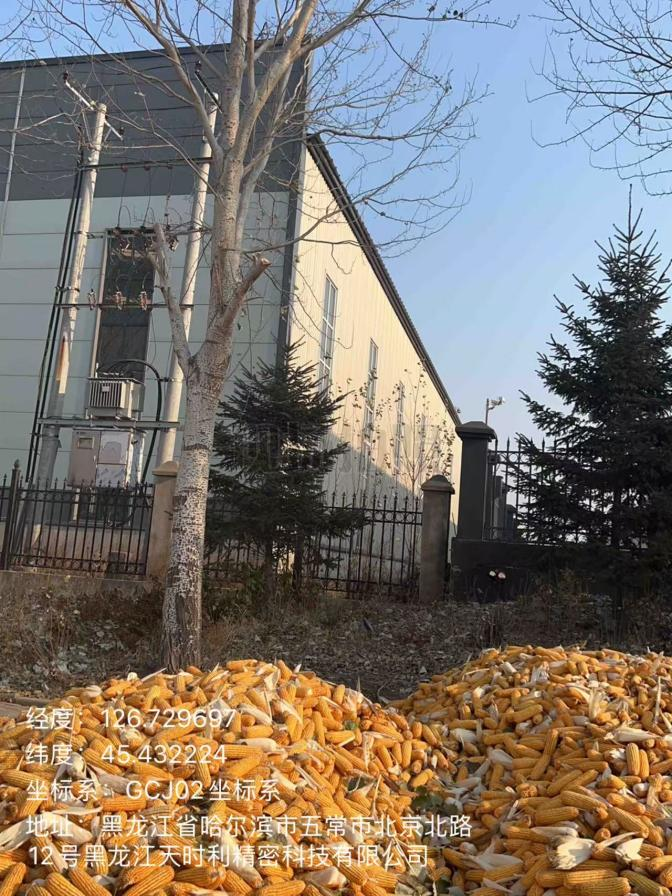 经度：126.729697
纬度：45.432224
坐标系：GCJ02坐标系
地址：黑龙江省哈尔滨市五常市北京北路
12号黑龙江天时利精密科技有限公司